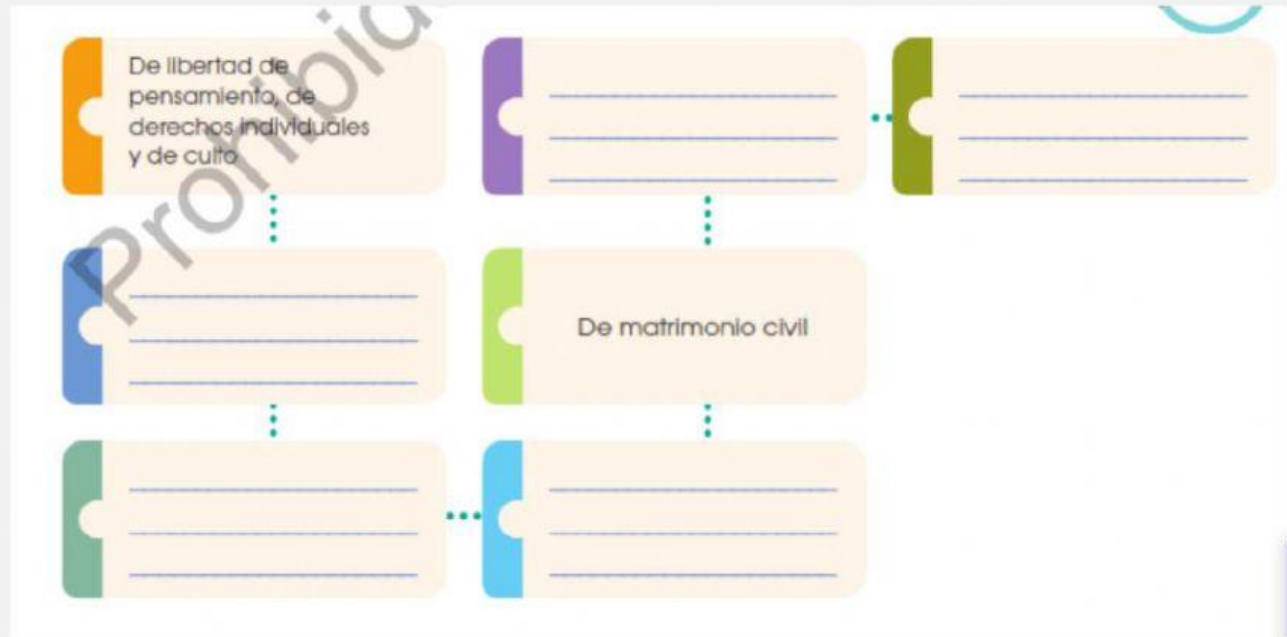 De libertad de
pensamiento, de
derechos individuales
y de culto
De matrimonio civil